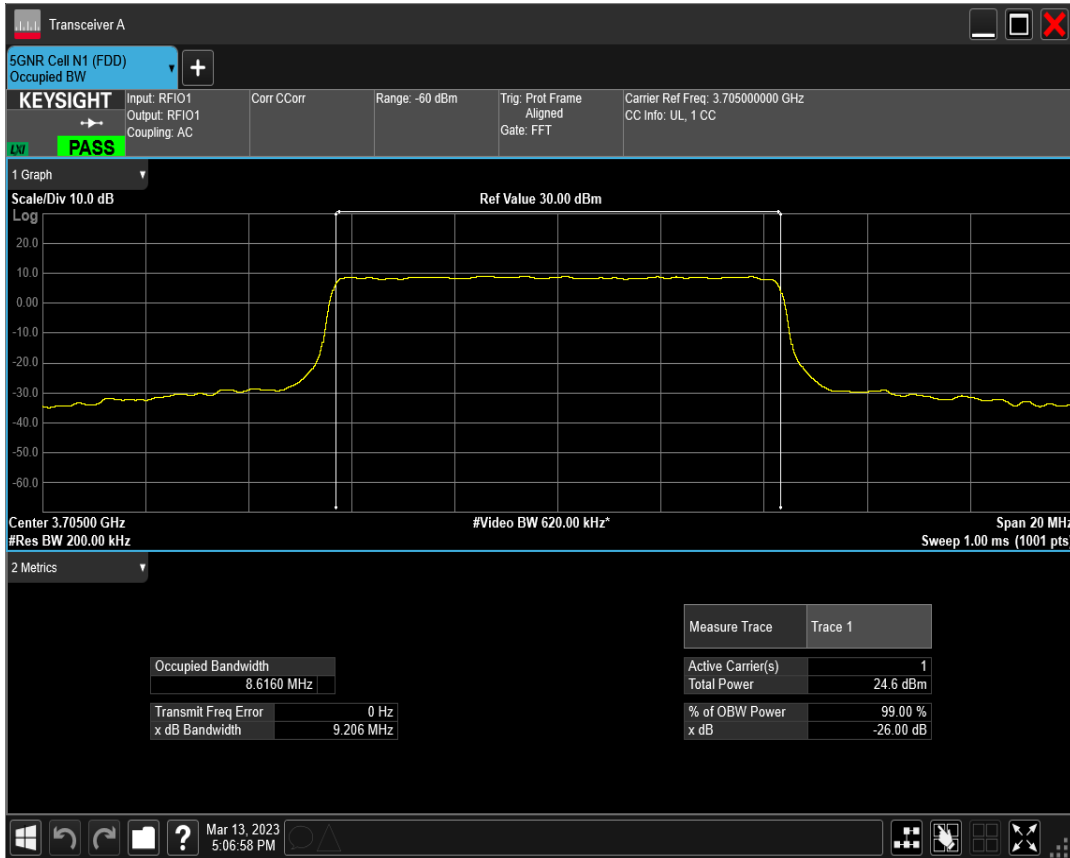 Transceiver A
5GNR Cell N1 (FDD)
Occupied BW
+
KEYSIGHT
LXI
PASS
Input: RFIO1
Output: RFIO1
Coupling: AC
Corr CCorr
Range: -60 dBm
Trig: Prot Frame
Aligned
Gate: FFT
Carrier Ref Freq: 3.705000000 GHz
CC Info: UL, 1 CC
1 Graph
Scale/Div 10.0 dB
Ref Value 30.00 dBm
Log
20.0
10.0
0.00
-10.0
-20.0
-30.0
-40.0
-50.0
-60.0
Center 3.70500 GHz
#Video BW 620.00 kHz*
Span 20 MHz
#Res BW 200.00 kHz
Sweep 1.00 ms (1001 pts)
2 Metrics
Measure Trace Trace 1
Occupied Bandwidth
8.6160 MHz
Active Carrier(s) 1
Total Power 24.6 dBm
Transmit Freq Error 0 Hz
x dB Bandwidth 9.206 MHz
% of OBW Power 99.00 %
x dB -26.00 dB
?
Mar 13, 2023
5:06:58 PM